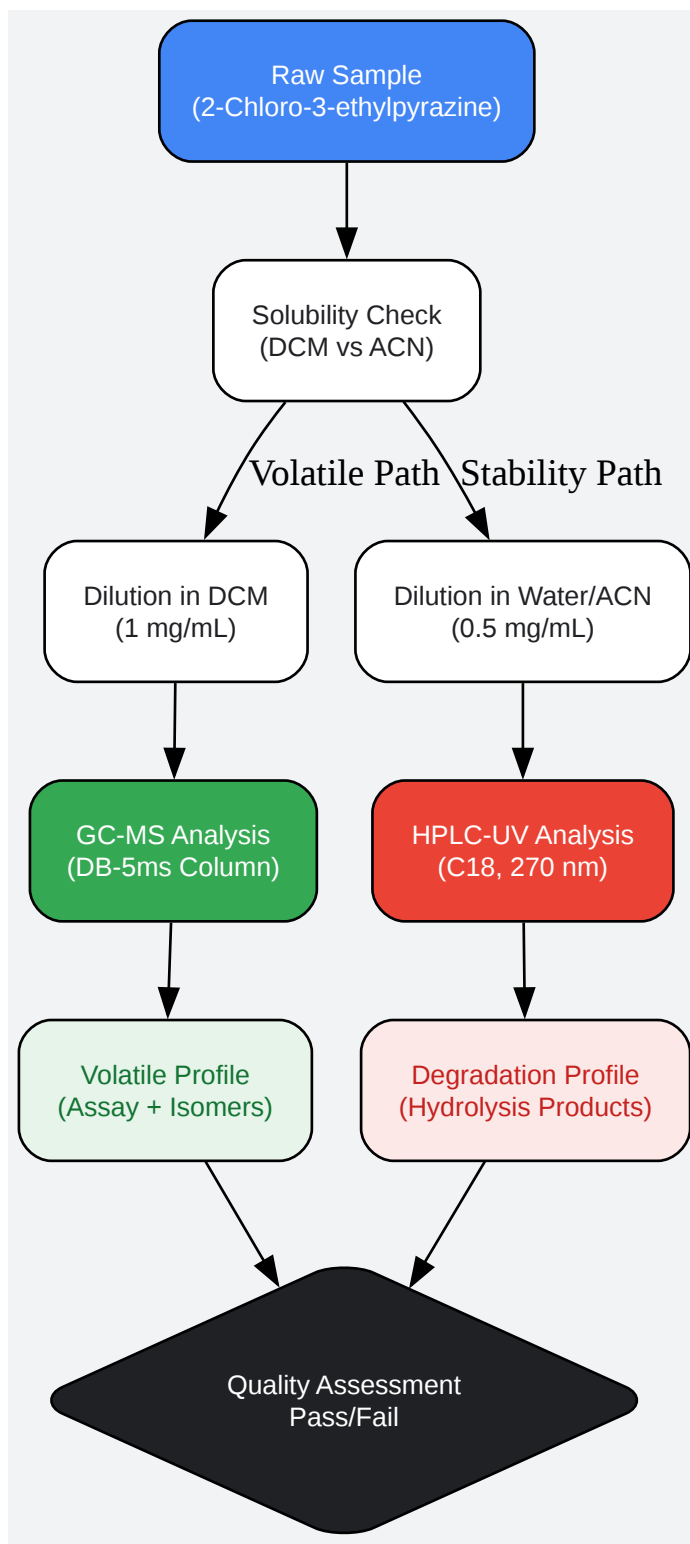 Raw Sample
(2-Chloro-3-ethylpyrazine)
Solubility Check
(DCM vs ACN)
Volatile Path
Stability Path
Dilution in DCM
(1 mg/mL)
Dilution in Water/ACN
(0.5 mg/mL)
GC-MS Analysis
(DB-5ms Column)
HPLC-UV Analysis
(C18, 270 nm)
Volatile Profile
(Assay + Isomers)
Degradation Profile
(Hydrolysis Products)
Quality Assessment
Pass/Fail